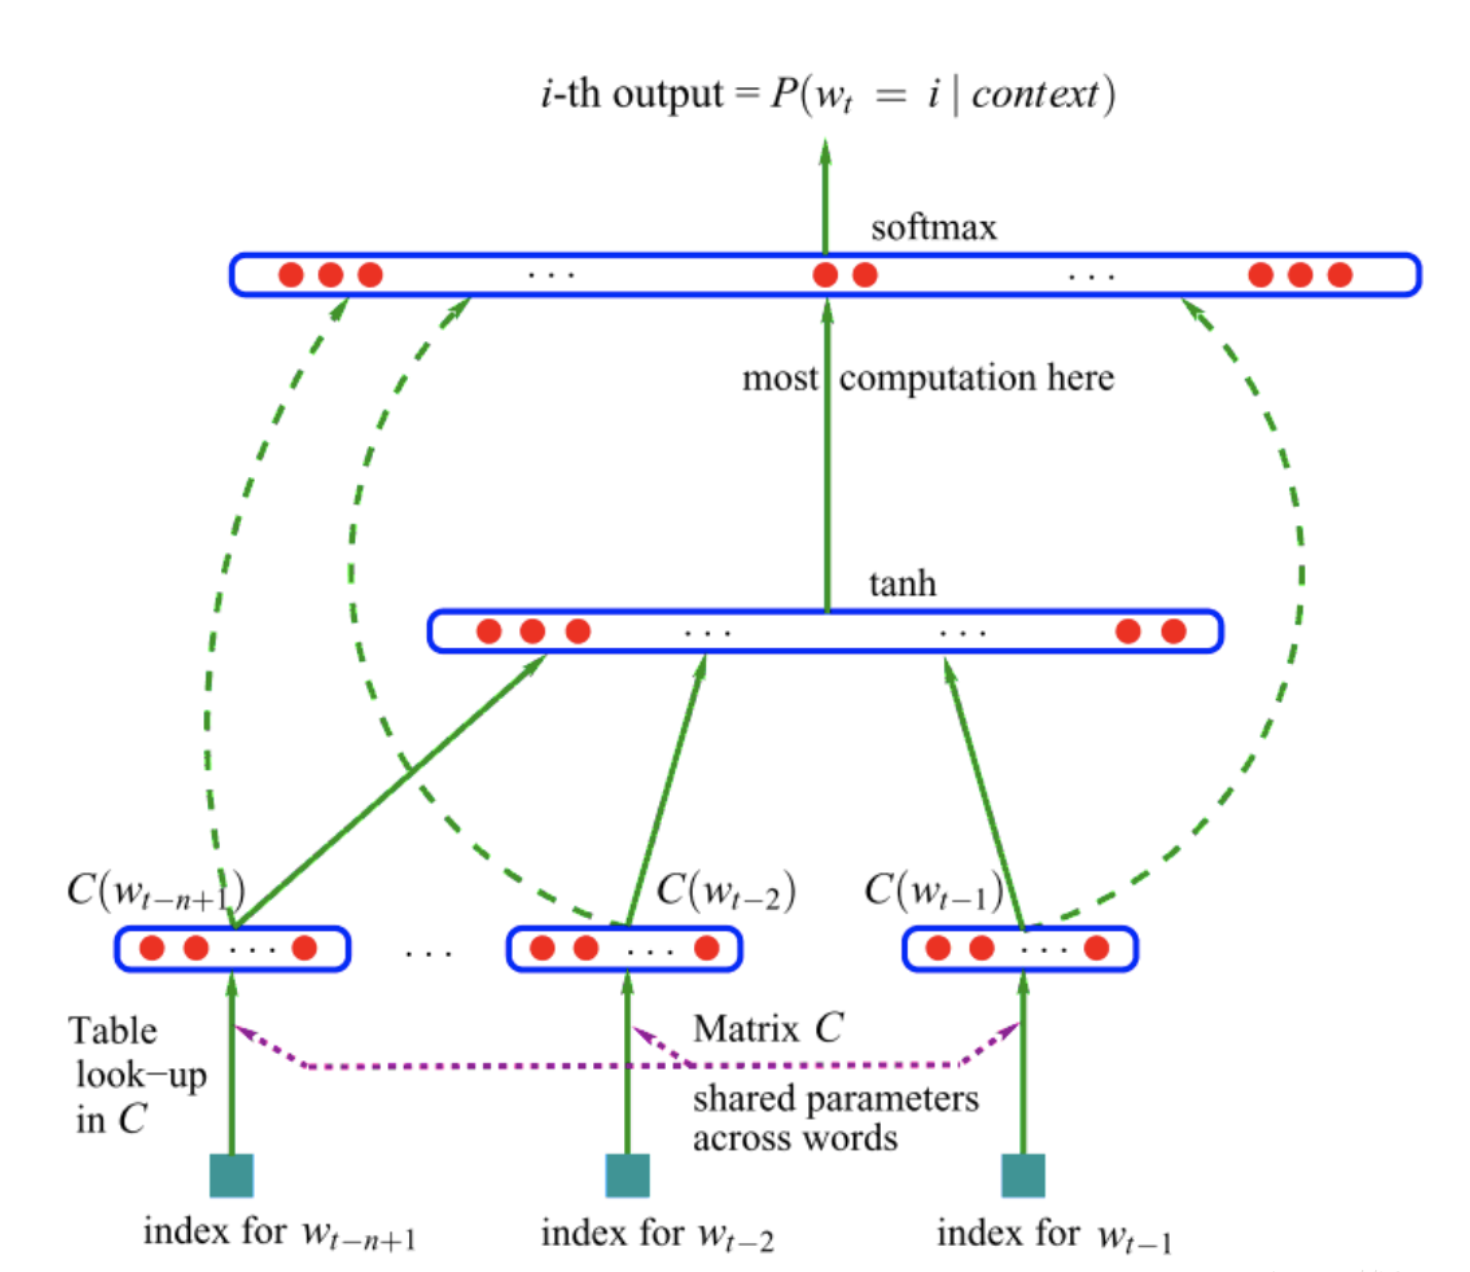 i-th output = P(w_t = i | context)
softmax
. . .
. . .
most computation here
tanh
. . .
. . .
C(w_{t−n+1})
C(w_{t−2})
C(w_{t−1})
. . .
. . .
. . .
. . .
Table
look−up
in C
Matrix C
shared parameters
across words
index for w_{t−n+1}
index for w_{t−2}
index for w_{t−1}